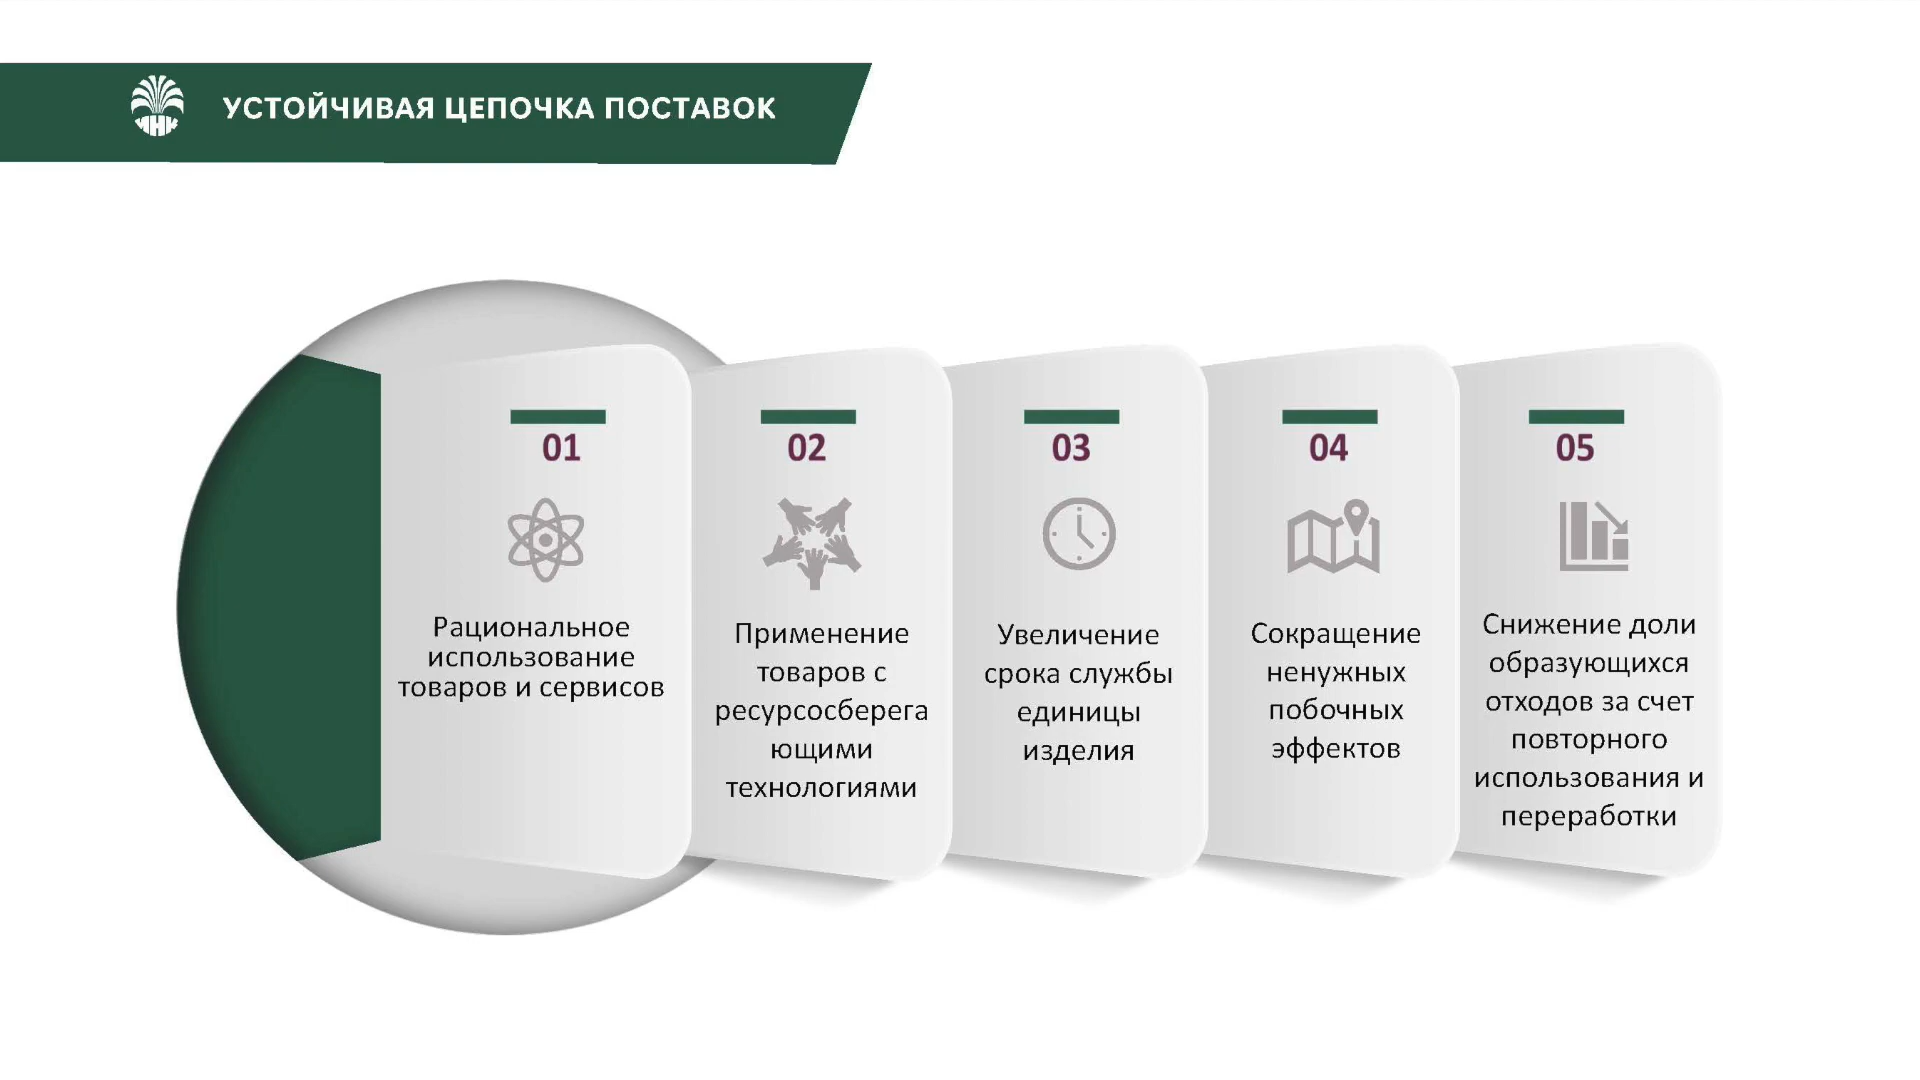 УСТОЙЧИВАЯ ЦЕПОЧКА ПОСТАВОК
ИНК
01
Рациональное
использование
товаров и сервисов
02
Применение
товаров с
ресурсосберега
ющими
технологиями
03
Увеличение
срока службы
единицы
изделия
04
Сокращение
ненужных
побочных
эффектов
05
Снижение доли
образующихся
отходов за счет
повторного
использования и
переработки